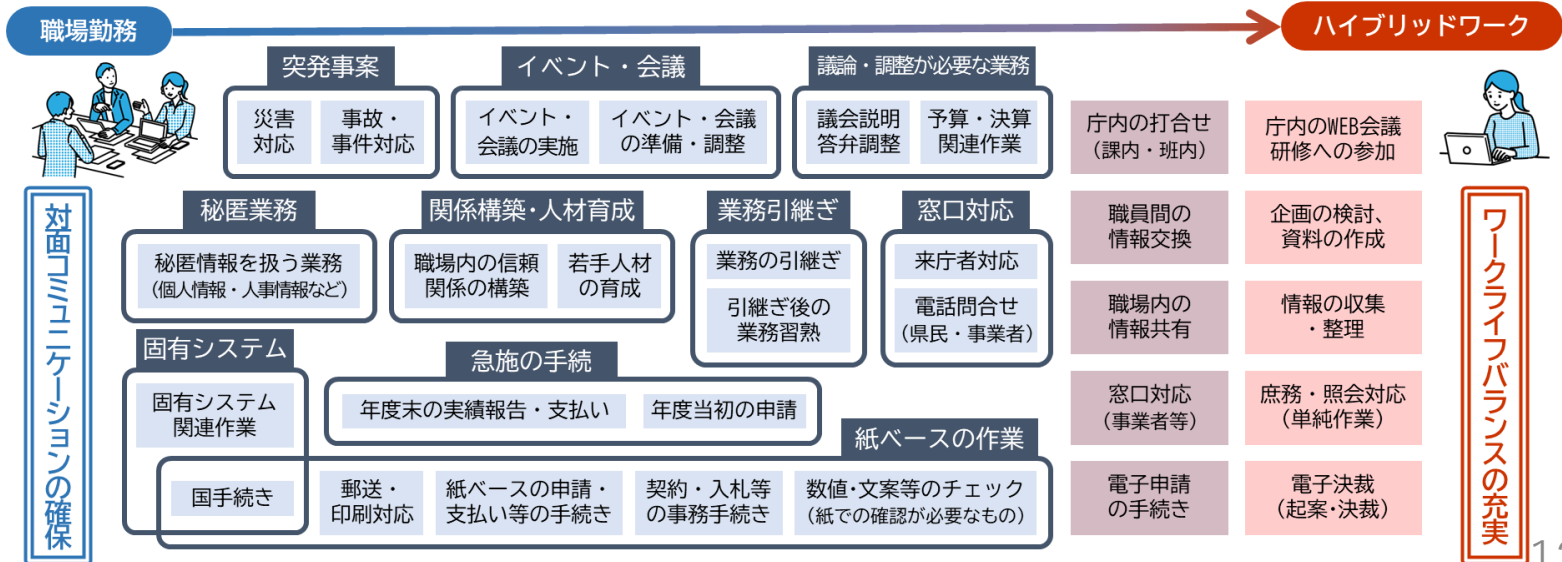 職場勤務
ハイブリッドワーク
突発事案
災害
対応
事故・
事件対応
イベント・会議
イベント・
会議の実施
イベント・会議
の準備・調整
議論・調整が必要な業務
議会説明
答弁調整
予算・決算
関連作業
庁内の打合せ
（課内・班内）
庁内のWEB会議
研修への参加
対面コミュニケーションの確保
秘匿業務
秘匿情報を扱う業務
（個人情報・人事情報など）
関係構築･人材育成
職場内の信頼
関係の構築
若手人材
の育成
業務引継ぎ
業務の引継ぎ
引継ぎ後の
業務習熟
窓口対応
来庁者対応
電話問合せ
（県民・事業者）
職員間の
情報交換
企画の検討、
資料の作成
ワークライフバランスの充実
職場内の
情報共有
情報の収集
・整理
固有システム
固有システム
関連作業
国手続き
急施の手続
年度末の実績報告・支払い
年度当初の申請
窓口対応
（事業者等）
庶務・照会対応
（単純作業）
紙ベースの作業
郵送・
印刷対応
紙ベースの申請・
支払い等の手続き
契約・入札等
の事務手続き
数値･文案等のチェック
（紙での確認が必要なもの）
電子申請
の手続き
電子決裁
（起案･決裁）